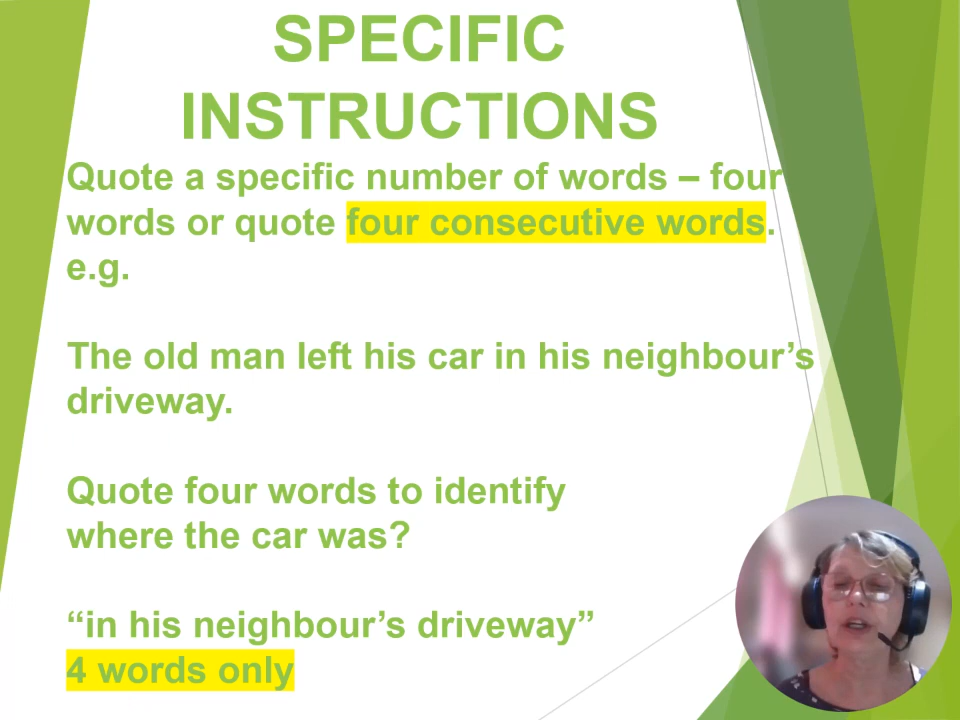 SPECIFIC
INSTRUCTIONS
Quote a specific number of words – four
words or quote four consecutive words.
e.g.
The old man left his car in his neighbour’s
driveway.
Quote four words to identify
where the car was?
“in his neighbour’s driveway”
4 words only